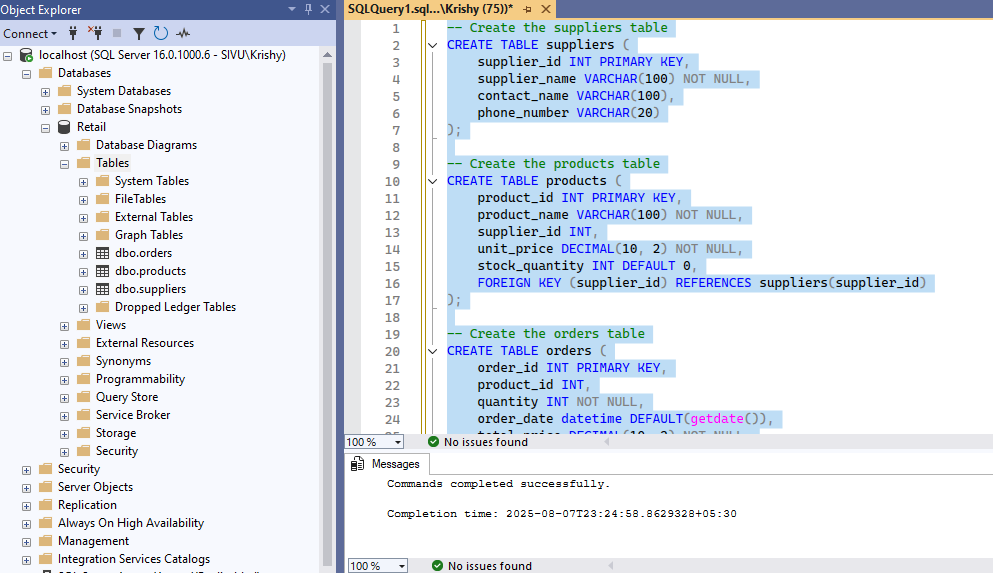 Object Explorer
Connect
localhost (SQL Server 16.0.1000.6 - SIVU\Krishy)
Databases
System Databases
Database Snapshots
Retail
Database Diagrams
Tables
System Tables
FileTables
External Tables
Graph Tables
dbo.orders
dbo.products
dbo.suppliers
Dropped Ledger Tables
Views
External Resources
Synonyms
Programmability
Query Store
Service Broker
Storage
Security
Security
Server Objects
Replication
Always On High Availability
Management
Integration Services Catalogs
SQLQuery1.sql...\Krishy (75))*
1 -- Create the suppliers table
2 CREATE TABLE suppliers (
3 supplier_id INT PRIMARY KEY,
4 supplier_name VARCHAR(100) NOT NULL,
5 contact_name VARCHAR(100),
6 phone_number VARCHAR(20)
7 );
8
9 -- Create the products table
10 CREATE TABLE products (
11 product_id INT PRIMARY KEY,
12 product_name VARCHAR(100) NOT NULL,
13 supplier_id INT,
14 unit_price DECIMAL(10, 2) NOT NULL,
15 stock_quantity INT DEFAULT 0,
16 FOREIGN KEY (supplier_id) REFERENCES suppliers(supplier_id)
17 );
18
19 -- Create the orders table
20 CREATE TABLE orders (
21 order_id INT PRIMARY KEY,
22 product_id INT,
23 quantity INT NOT NULL,
24 order_date datetime DEFAULT(getdate()),
total_price DECIMAL(10, 2) NOT NULL
100 % No issues found
Messages
Commands completed successfully.
Completion time: 2025-08-07T23:24:58.8629328+05:30
100 % No issues found